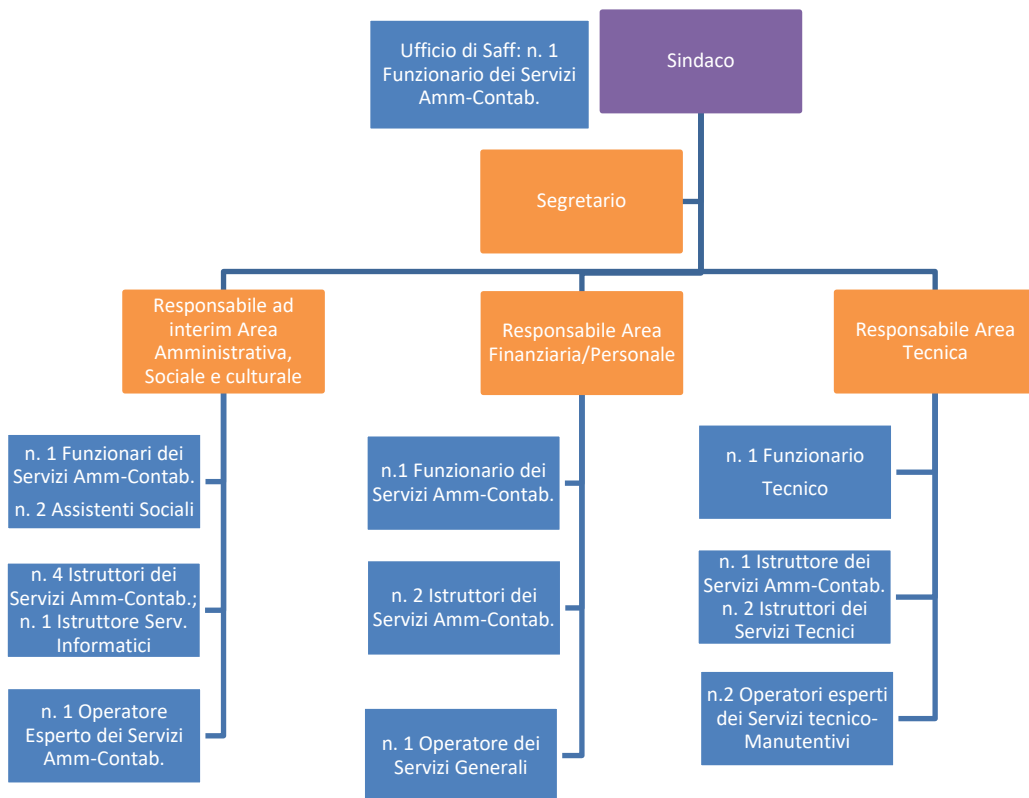 Ufficio di Saff: n. 1
Funzionario dei Servizi
Amm-Contab.
Sindaco
Segretario
Responsabile ad
interim Area
Amministrativa,
Sociale e culturale
Responsabile Area
Finanziaria/Personale
Responsabile Area
Tecnica
n. 1 Funzionari dei
Servizi Amm-Contab.
n. 2 Assistenti Sociali
n.1 Funzionario dei
Servizi Amm-Contab.
n. 1 Funzionario
Tecnico
n. 4 Istruttori dei
Servizi Amm-Contab.;
n. 1 Istruttore Serv.
Informatici
n. 2 Istruttori dei
Servizi Amm-Contab.
n. 1 Istruttore dei
Servizi Amm-Contab.
n. 2 Istruttori dei
Servizi Tecnici
n. 1 Operatore
Esperto dei Servizi
Amm-Contab.
n. 1 Operatore dei
Servizi Generali
n.2 Operatori esperti
dei Servizi tecnico-
Manutentivi